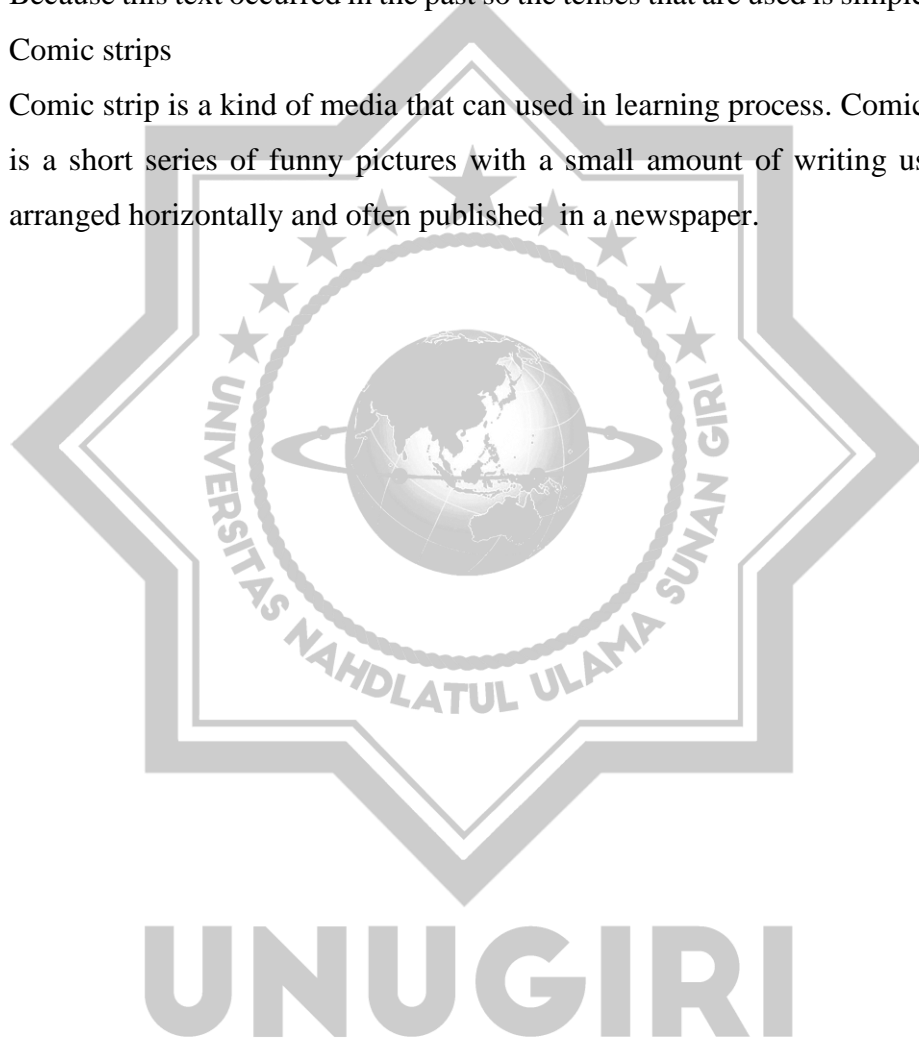 Because this text occurred in the past so the tenses that are used is simple
Comic strips
Comic strip is a kind of media that can used in learning process. Comic
is a short series of funny pictures with a small amount of writing
arranged horizontally and often published in a newspaper.
UNIVERSITAS NAHDLATUL ULAMA SUNAN GIRI
UNUGIRI